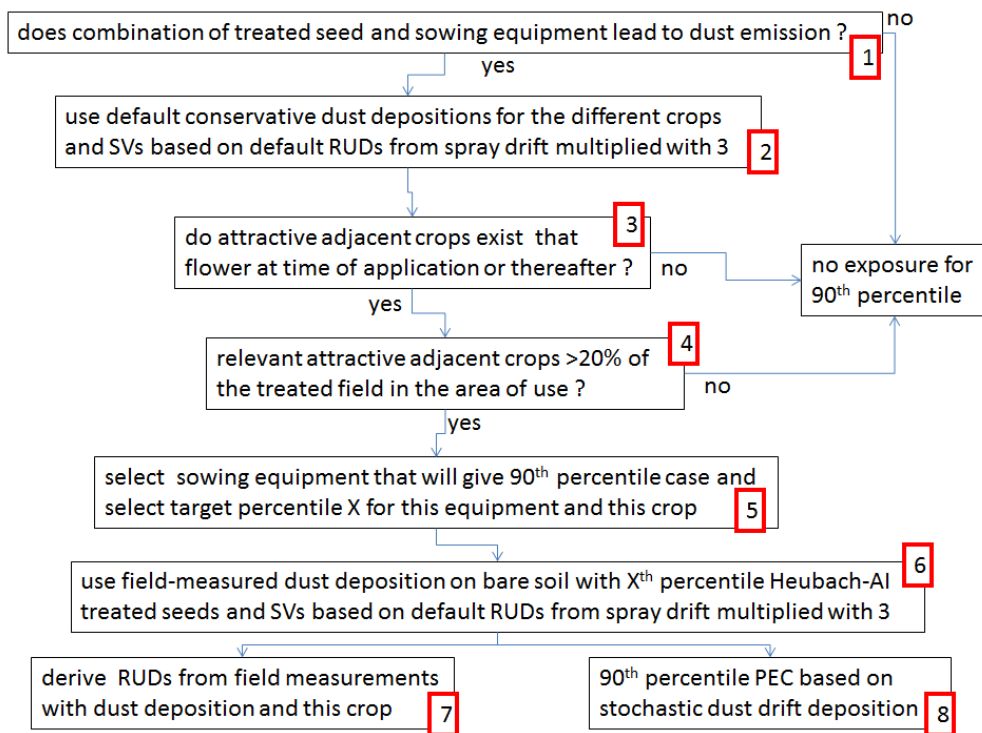 no
does combination of treated seed and sowing equipment lead to dust emission ?
1
yes
use default conservative dust depositions for the different crops
and SVs based on default RUDs from spray drift multiplied with 3
2
3
do attractive adjacent crops exist that
flower at time of application or thereafter ?
no
no exposure for
90th percentile
yes
4
relevant attractive adjacent crops >20% of
the treated field in the area of use ?
no
yes
select sowing equipment that will give 90th percentile case and
select target percentile X for this equipment and this crop
5
6
use field-measured dust deposition on bare soil with Xth percentile Heubach-AI
treated seeds and SVs based on default RUDs from spray drift multiplied with 3
derive RUDs from field measurements
with dust deposition and this crop
7
90th percentile PEC based on
stochastic dust drift deposition
8